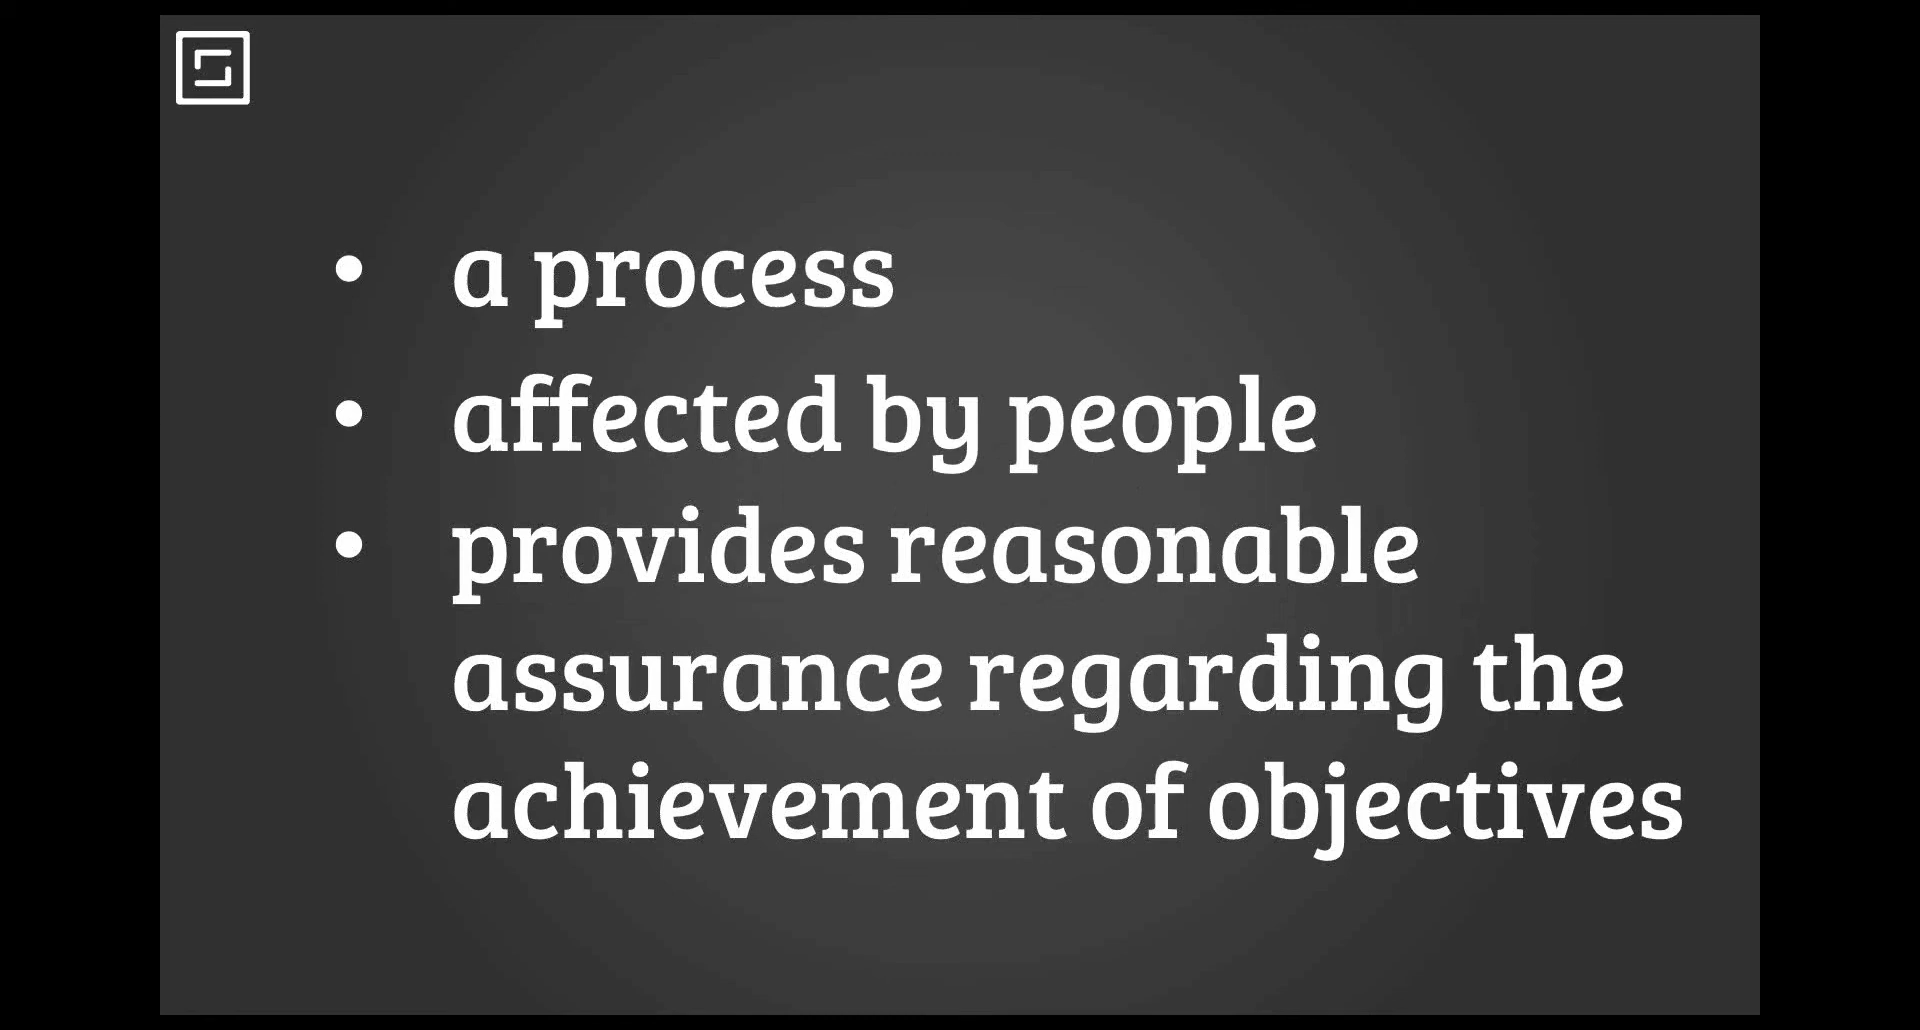 • a process
• affected by people
• provides reasonable
assurance regarding the
achievement of objectives